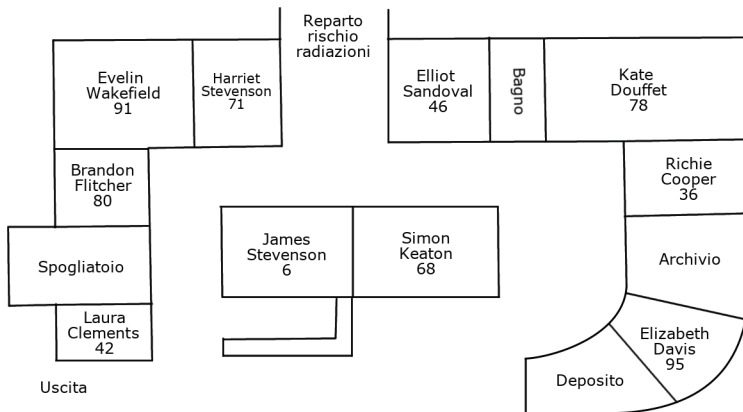 Reparto
rischio
radiazioni
Evelin
Wakefield
91
Harriet
Stevenson
71
Elliot
Sandoval
46
Bagno
Kate
Douffet
78
Brandon
Flitcher
80
Richie
Cooper
36
James
Stevenson
6
Simon
Keaton
68
Spogliatoio
Archivio
Laura
Clements
42
Elizabeth
Davis
95
Uscita
Deposito